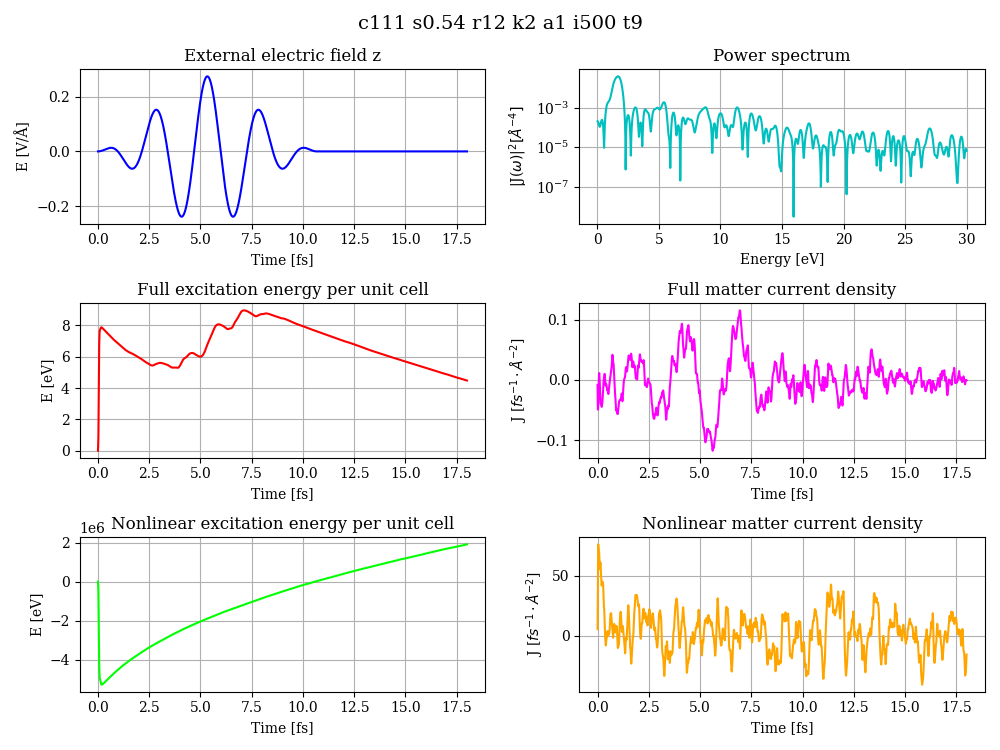 c111 s0.54 r12 k2 a1 i500 t9
External electric field z
E [V/Å]
0.2
0.0
−0.2
0.0 2.5 5.0 7.5 10.0 12.5 15.0 17.5
Time [fs]
Power spectrum
|J(ω)|² [Å⁻⁴]
10⁻³
10⁻⁵
10⁻⁷
0 5 10 15 20 25 30
Energy [eV]
Full excitation energy per unit cell
E [eV]
8
6
4
2
0
0.0 2.5 5.0 7.5 10.0 12.5 15.0 17.5
Time [fs]
Full matter current density
J [fs⁻¹ · Å⁻²]
0.1
0.0
−0.1
0.0 2.5 5.0 7.5 10.0 12.5 15.0 17.5
Time [fs]
Nonlinear excitation energy per unit cell
1e6
E [eV]
2
0
−2
−4
0.0 2.5 5.0 7.5 10.0 12.5 15.0 17.5
Time [fs]
Nonlinear matter current density
J [fs⁻¹ · Å⁻²]
50
0
0.0 2.5 5.0 7.5 10.0 12.5 15.0 17.5
Time [fs]